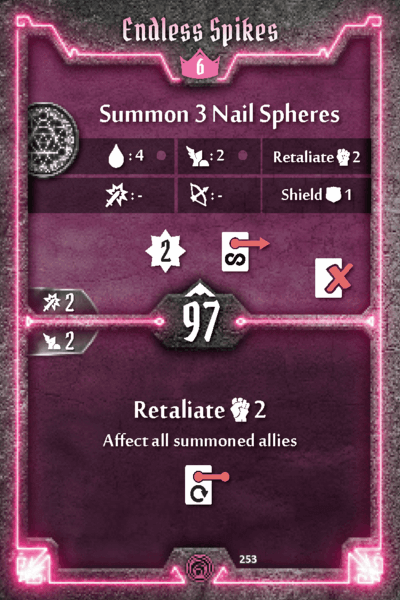 Endless Spikes
6
Summon 3 Nail Spheres
: 4 : 2 Retaliate 2
: - : - Shield 1
2
2
97
2
Retaliate 2
Affect all summoned allies
253